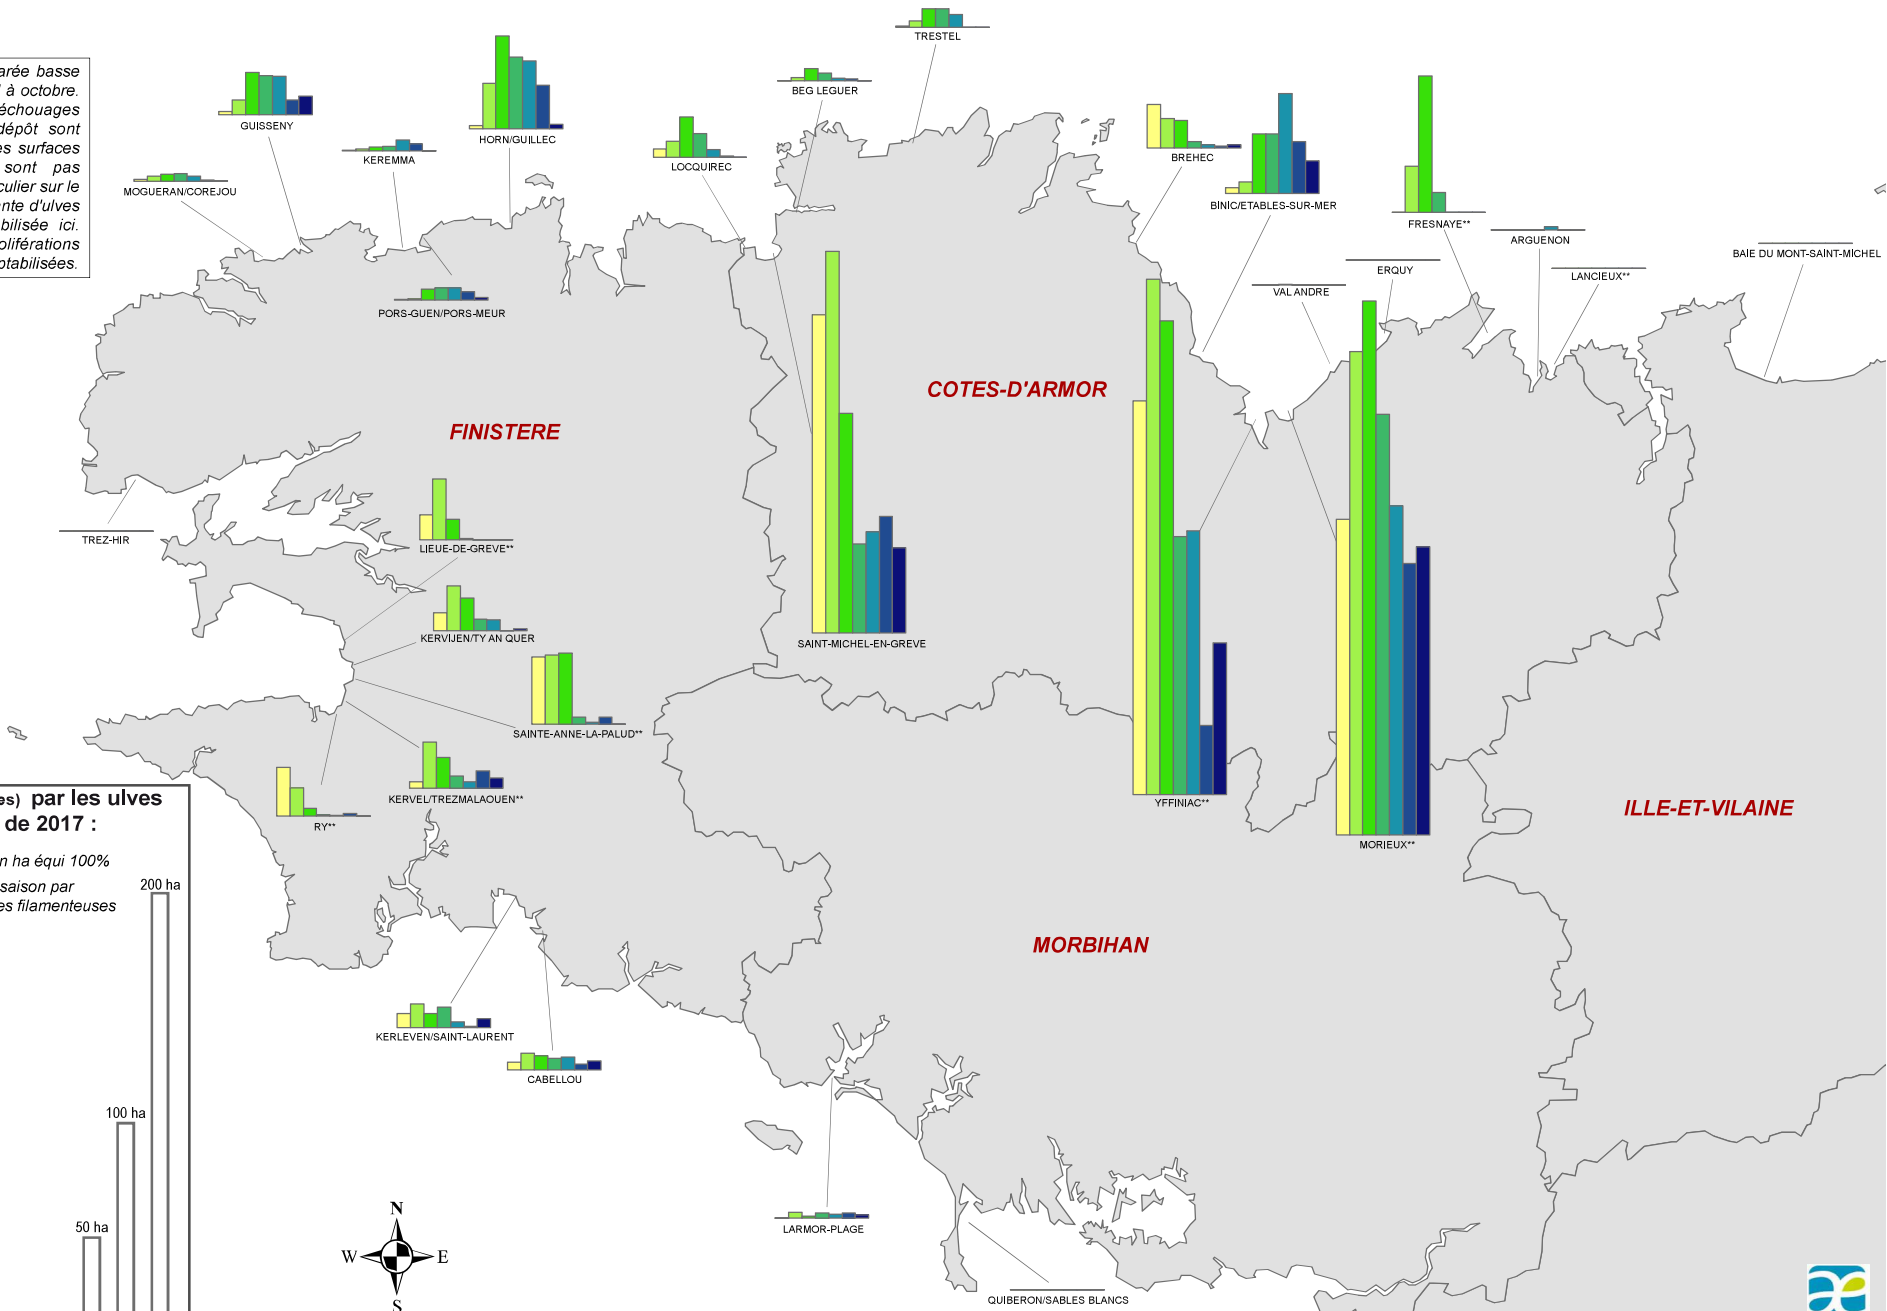 TRESTEL
arée basse
à octobre.
échouages
dépôt sont
es surfaces
sont pas
culier sur le
nte d'ulves
bilisée ici.
oliférations
ptabilisées.
BEG LEGUER
GUISSENY
HORN/GUILLEC
KEREMMA
LOCQUIREC
BREHEC
MOGUERAN/COREJOU
BINIC/ETABLES-SUR-MER
FRESNAYE**
ARGUENON
BAIE DU MONT-SAINT-MICHEL
ERQUY
LANCIEUX**
VAL ANDRE
PORS-GUEN/PORS-MEUR
COTES-D'ARMOR
FINISTERE
TREZ-HIR
LIEUE-DE-GREVE**
KERVIJEN/TY AN QUER
SAINT-MICHEL-EN-GREVE
SAINTE-ANNE-LA-PALUD**
KERVEL/TREZMALAOUEN**
YFFINIAC**
ILLE-ET-VILAINE
RY**
MORIEUX**
es) par les ulves
de 2017 :
n ha équi 100%
saison par
es filamenteuses
200 ha
100 ha
50 ha
MORBIHAN
KERLEVEN/SAINT-LAURENT
CABELLOU
LARMOR-PLAGE
QUIBERON/SABLES BLANCS
N
W E
S